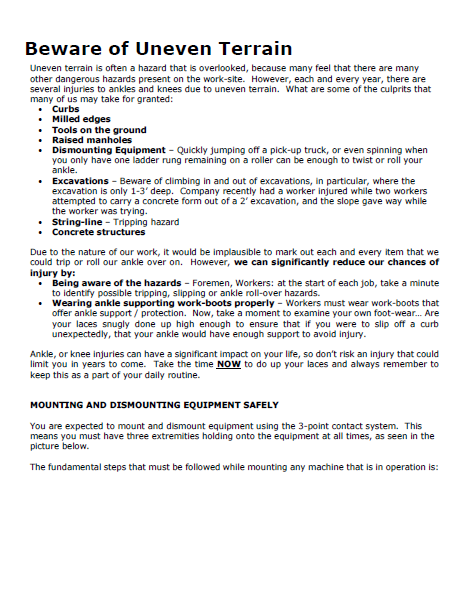 Beware of Uneven Terrain
Uneven terrain is often a hazard that is overlooked, because many feel that there are many
other dangerous hazards present on the work-site. However, each and every year, there are
several injuries to ankles and knees due to uneven terrain. What are some of the culprits that
many of us may take for granted:
• Curbs
• Milled edges
• Tools on the ground
• Raised manholes
• Dismounting Equipment – Quickly jumping off a pick-up truck, or even spinning when
you only have one ladder rung remaining on a roller can be enough to twist or roll your
ankle.
• Excavations – Beware of climbing in and out of excavations, in particular, where the
excavation is only 1-3' deep. Company recently had a worker injured while two workers
attempted to carry a concrete form out of a 2' excavation, and the slope gave way while
the worker was trying.
• String-line – Tripping hazard
• Concrete structures
Due to the nature of our work, it would be implausible to mark out each and every item that we
could trip or roll our ankle over on. However, we can significantly reduce our chances of
injury by:
• Being aware of the hazards – Foremen, Workers: at the start of each job, take a minute
to identify possible tripping, slipping or ankle roll-over hazards.
• Wearing ankle supporting work-boots properly – Workers must wear work-boots that
offer ankle support / protection. Now, take a moment to examine your own foot-wear… Are
your laces snugly done up high enough to ensure that if you were to slip off a curb
unexpectedly, that your ankle would have enough support to avoid injury.
Ankle, or knee injuries can have a significant impact on your life, so don't risk an injury that could
limit you in years to come. Take the time NOW to do up your laces and always remember to
keep this as a part of your daily routine.
MOUNTING AND DISMOUNTING EQUIPMENT SAFELY
You are expected to mount and dismount equipment using the 3-point contact system. This
means you must have three extremities holding onto the equipment at all times, as seen in the
picture below.
The fundamental steps that must be followed while mounting any machine that is in operation is: